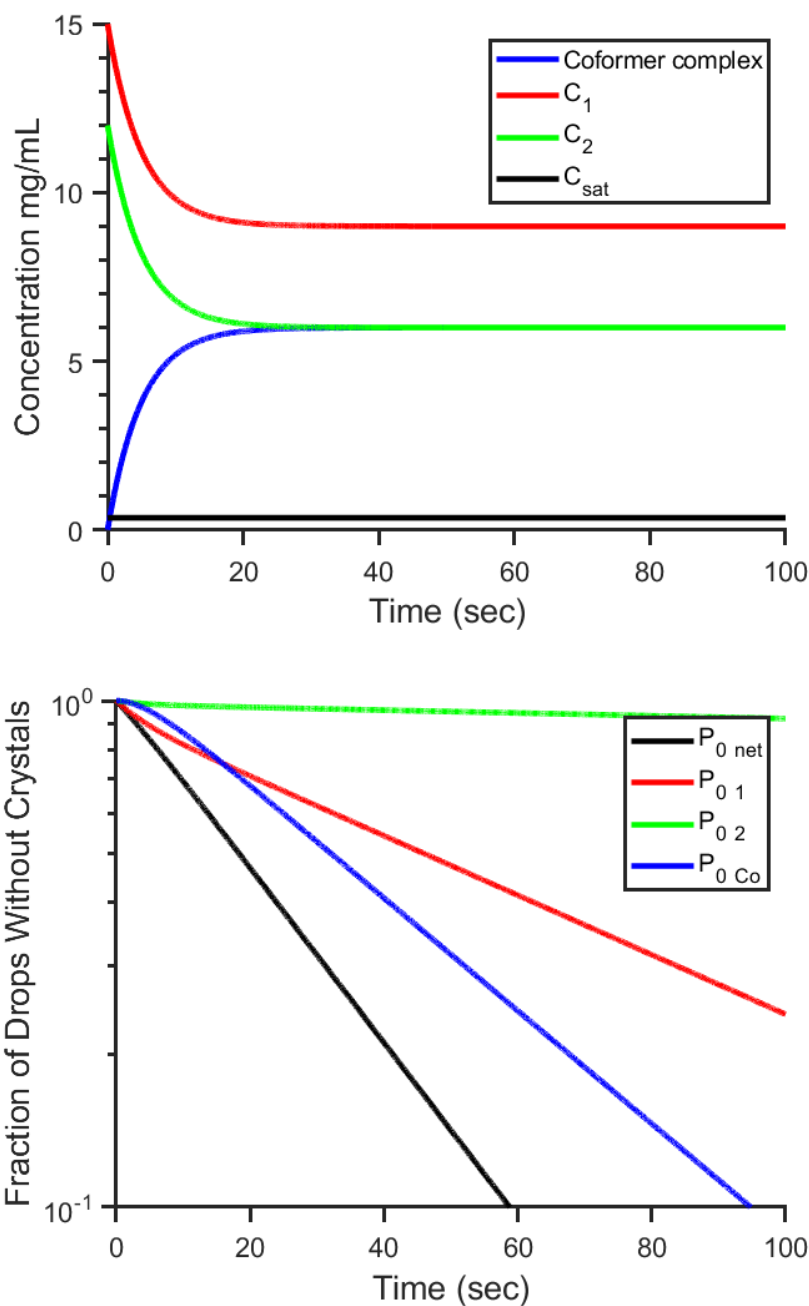 15
10
5
0
Concentration mg/mL
Coformer complex
C1
C2
Csat
0 20 40 60 80 100
Time (sec)
10^0
10^-1
Fraction of Drops Without Crystals
P0 net
P0 1
P0 2
P0 Co
0 20 40 60 80 100
Time (sec)